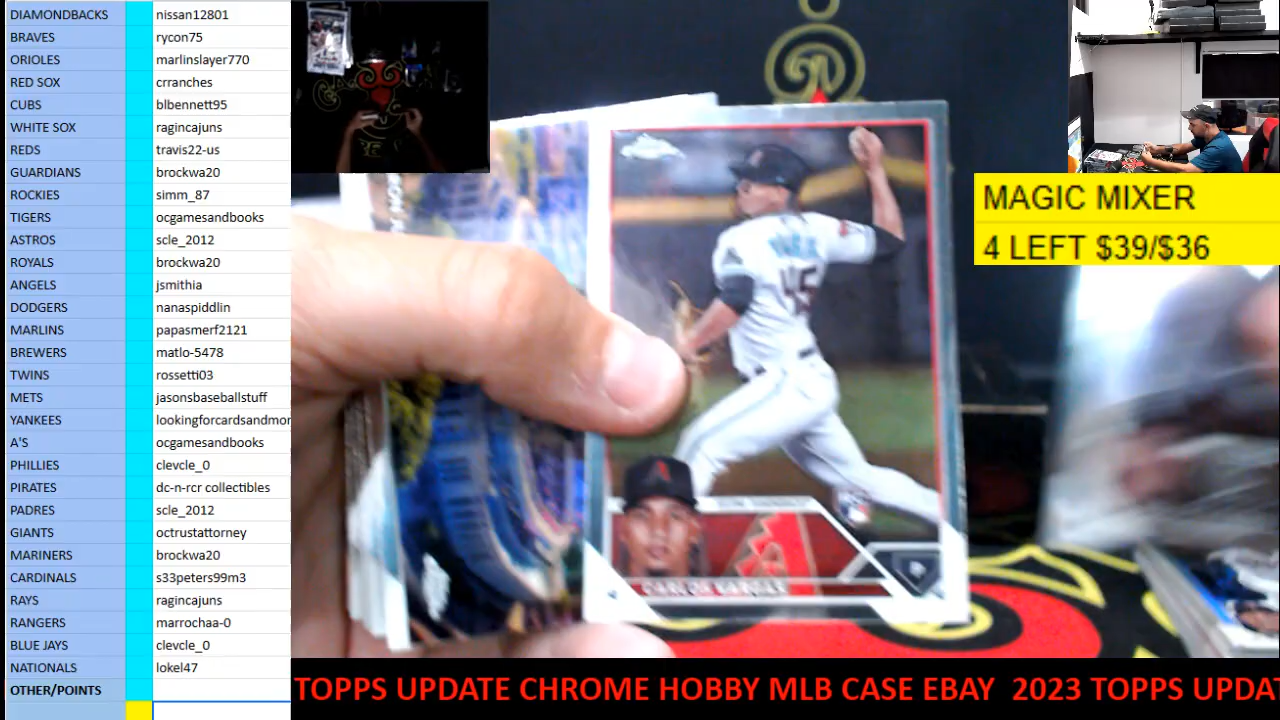 DIAMONDBACKS nissan12801
BRAVES rycon75
ORIOLES marlinslayer770
RED SOX crranches
CUBS blbennett95
WHITE SOX ragincajuns
REDS travis22-us
GUARDIANS brockwa20
ROCKIES simm_87
TIGERS ocgamesandbooks
ASTROS scle_2012
ROYALS brockwa20
ANGELS jsmithia
DODGERS nanaspiddlin
MARLINS papasmerf2121
BREWERS matlo-5478
TWINS rossetti03
METS jasonsbaseballstuff
YANKEES lookingforcardsandmor
A'S ocgamesandbooks
PHILLIES clevcle_0
PIRATES dc-n-rcr collectibles
PADRES scle_2012
GIANTS octrustattorney
MARINERS brockwa20
CARDINALS s33peters99m3
RAYS ragincajuns
RANGERS marrochaa-0
BLUE JAYS clevcle_0
NATIONALS lokel47
OTHER/POINTS
MAGIC MIXER
4 LEFT $39/$36
45
CARLOS VARGAS
TOPPS UPDATE CHROME HOBBY MLB CASE EBAY 2023 TOPPS UPDAT